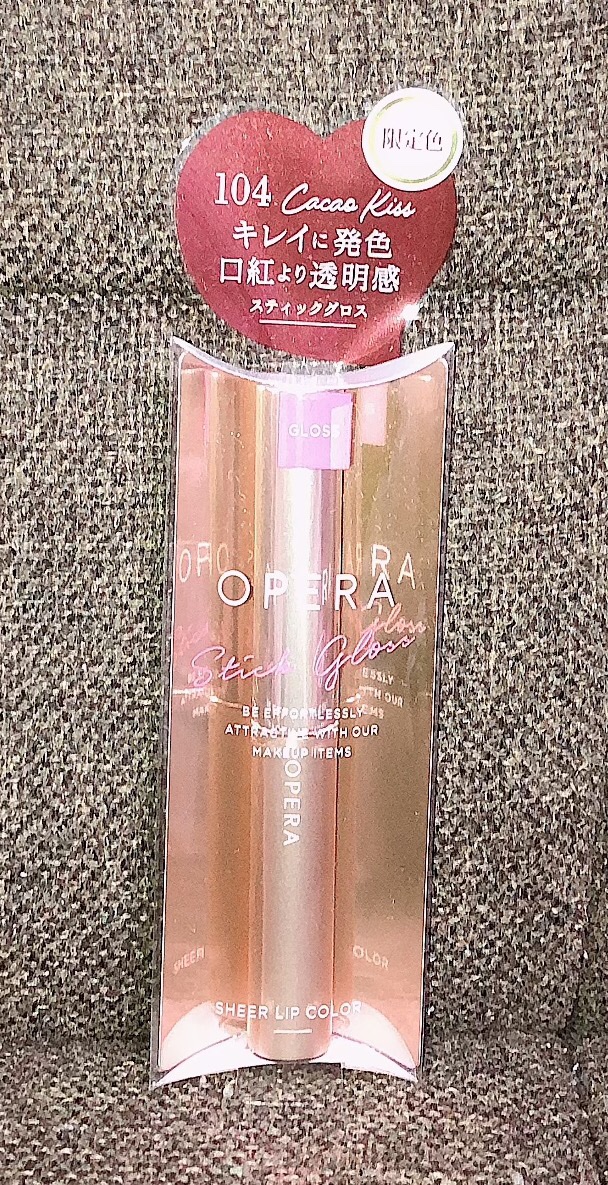 限定色
104 Cacao Kiss
キレイに発色
口紅より透明感
スティックグロス
GLOSS
OPERA
Stick Gloss
BE EFFORTLESSLY
ATTRACTIVE WITH OUR
MAKEUP ITEMS
OPERA
SHEER LIP COLOR